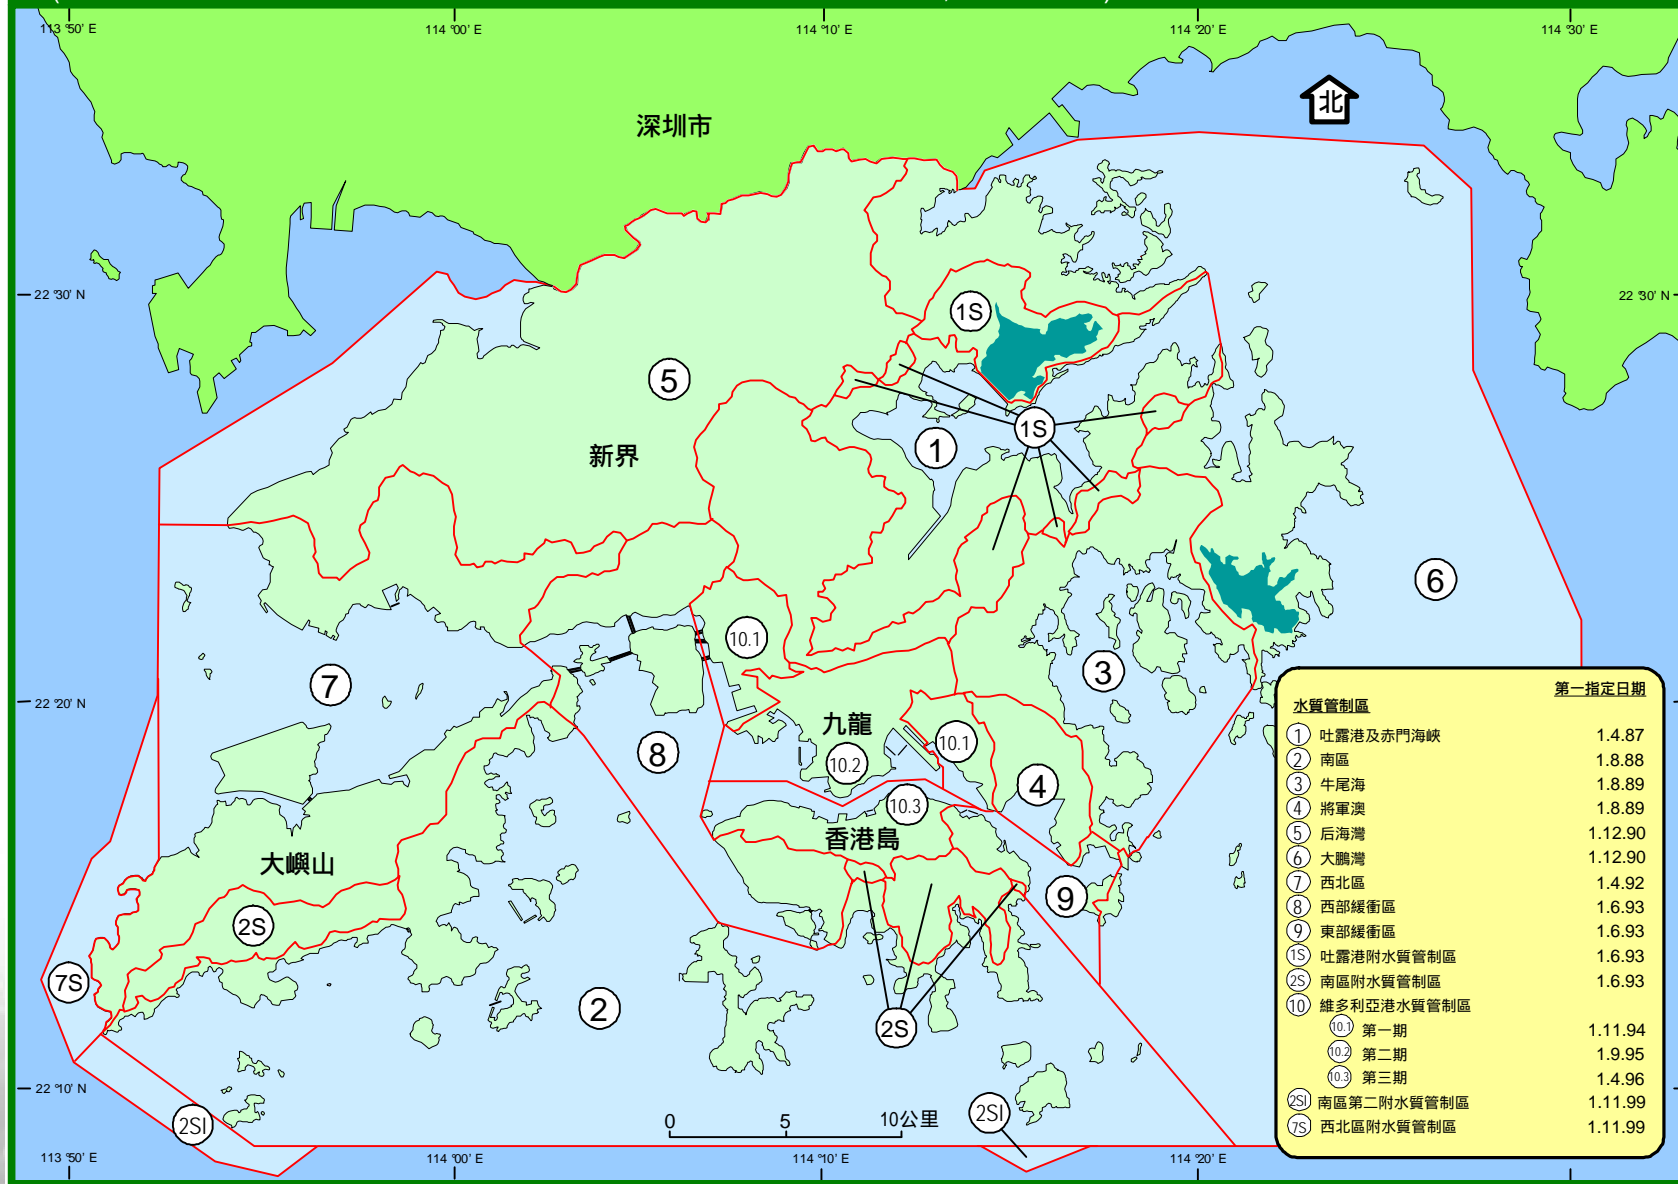 113 °50' E
114 °00' E
114 °10' E
114 °20' E
114 °30' E
北
深圳市
22 °30' N
22 °30' N
1S
5
新界
1
1S
6
10.1
3
7
22 °20' N
九龍
8
10.2
10.1
4
10.3
香港島
大嶼山
9
2S
7S
2
2S
22 °10' N
2SI
2SI
0 5 10公里
第一指定日期
水質管制區
1 吐露港及赤門海峽 1.4.87
2 南區 1.8.88
3 牛尾海 1.8.89
4 將軍澳 1.8.89
5 后海灣 1.12.90
6 大鵬灣 1.12.90
7 西北區 1.4.92
8 西部緩衝區 1.6.93
9 東部緩衝區 1.6.93
1S 吐露港附水質管制區 1.6.93
2S 南區附水質管制區 1.6.93
10 維多利亞港水質管制區
10.1 第一期 1.11.94
10.2 第二期 1.9.95
10.3 第三期 1.4.96
2SI 南區第二附水質管制區 1.11.99
7S 西北區附水質管制區 1.11.99
113 °50' E
114 °00' E
114 °10' E
114 °20' E